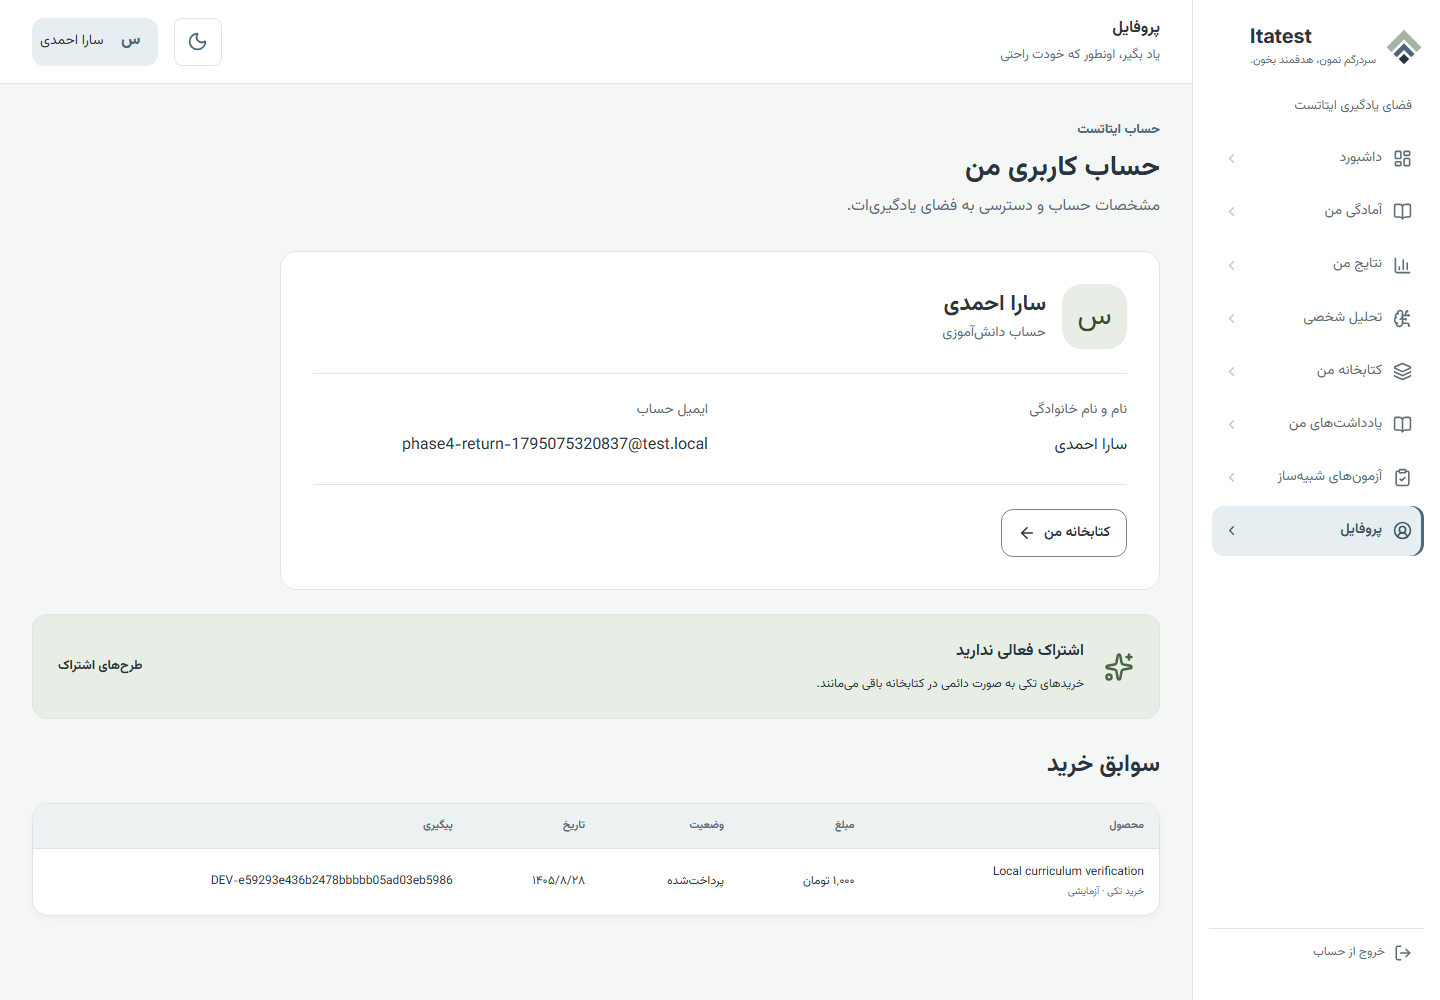 Itatest
سردرگم نمون، هدفمند بخون.
فضای یادگیری ایتاتست
داشبورد
آمادگی من
نتایج من
تحلیل شخصی
کتابخانه من
یادداشت‌های من
آزمون‌های شبیه‌ساز
پروفایل
خروج از حساب
پروفایل
یاد بگیر، اونطور که خودت راحتی
س سارا احمدی
حساب ایتاتست
حساب کاربری من
مشخصات حساب و دسترسی به فضای یادگیری‌ات.
س
سارا احمدی
حساب دانش‌آموزی
نام و نام خانوادگی
سارا احمدی
ایمیل حساب
phase4-return-1795075320837@test.local
کتابخانه من
اشتراک فعالی ندارید
خریدهای تکی به صورت دائمی در کتابخانه باقی می‌مانند.
طرح‌های اشتراک
سوابق خرید
محصول مبلغ وضعیت تاریخ پیگیری
Local curriculum verification
خرید تکی · آزمایشی
۱٬۰۰۰ تومان پرداخت‌شده ۱۴۰۵/۸/۲۸ DEV-e59293e436b2478bbbbb05ad03eb5986